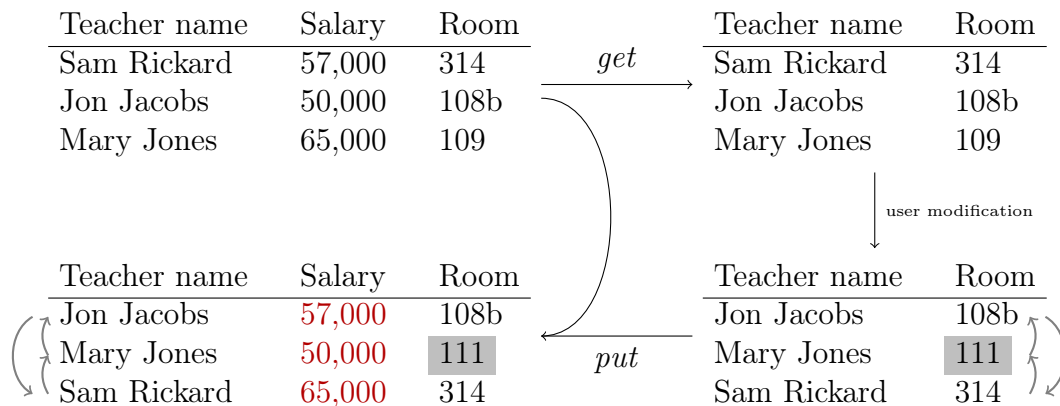 Teacher name Salary Room
Sam Rickard 57,000 314
Jon Jacobs 50,000 108b
Mary Jones 65,000 109
get
Teacher name Room
Sam Rickard 314
Jon Jacobs 108b
Mary Jones 109
user modification
Teacher name Salary Room
Jon Jacobs 57,000 108b
Mary Jones 50,000 111
Sam Rickard 65,000 314
put
Teacher name Room
Jon Jacobs 108b
Mary Jones 111
Sam Rickard 314